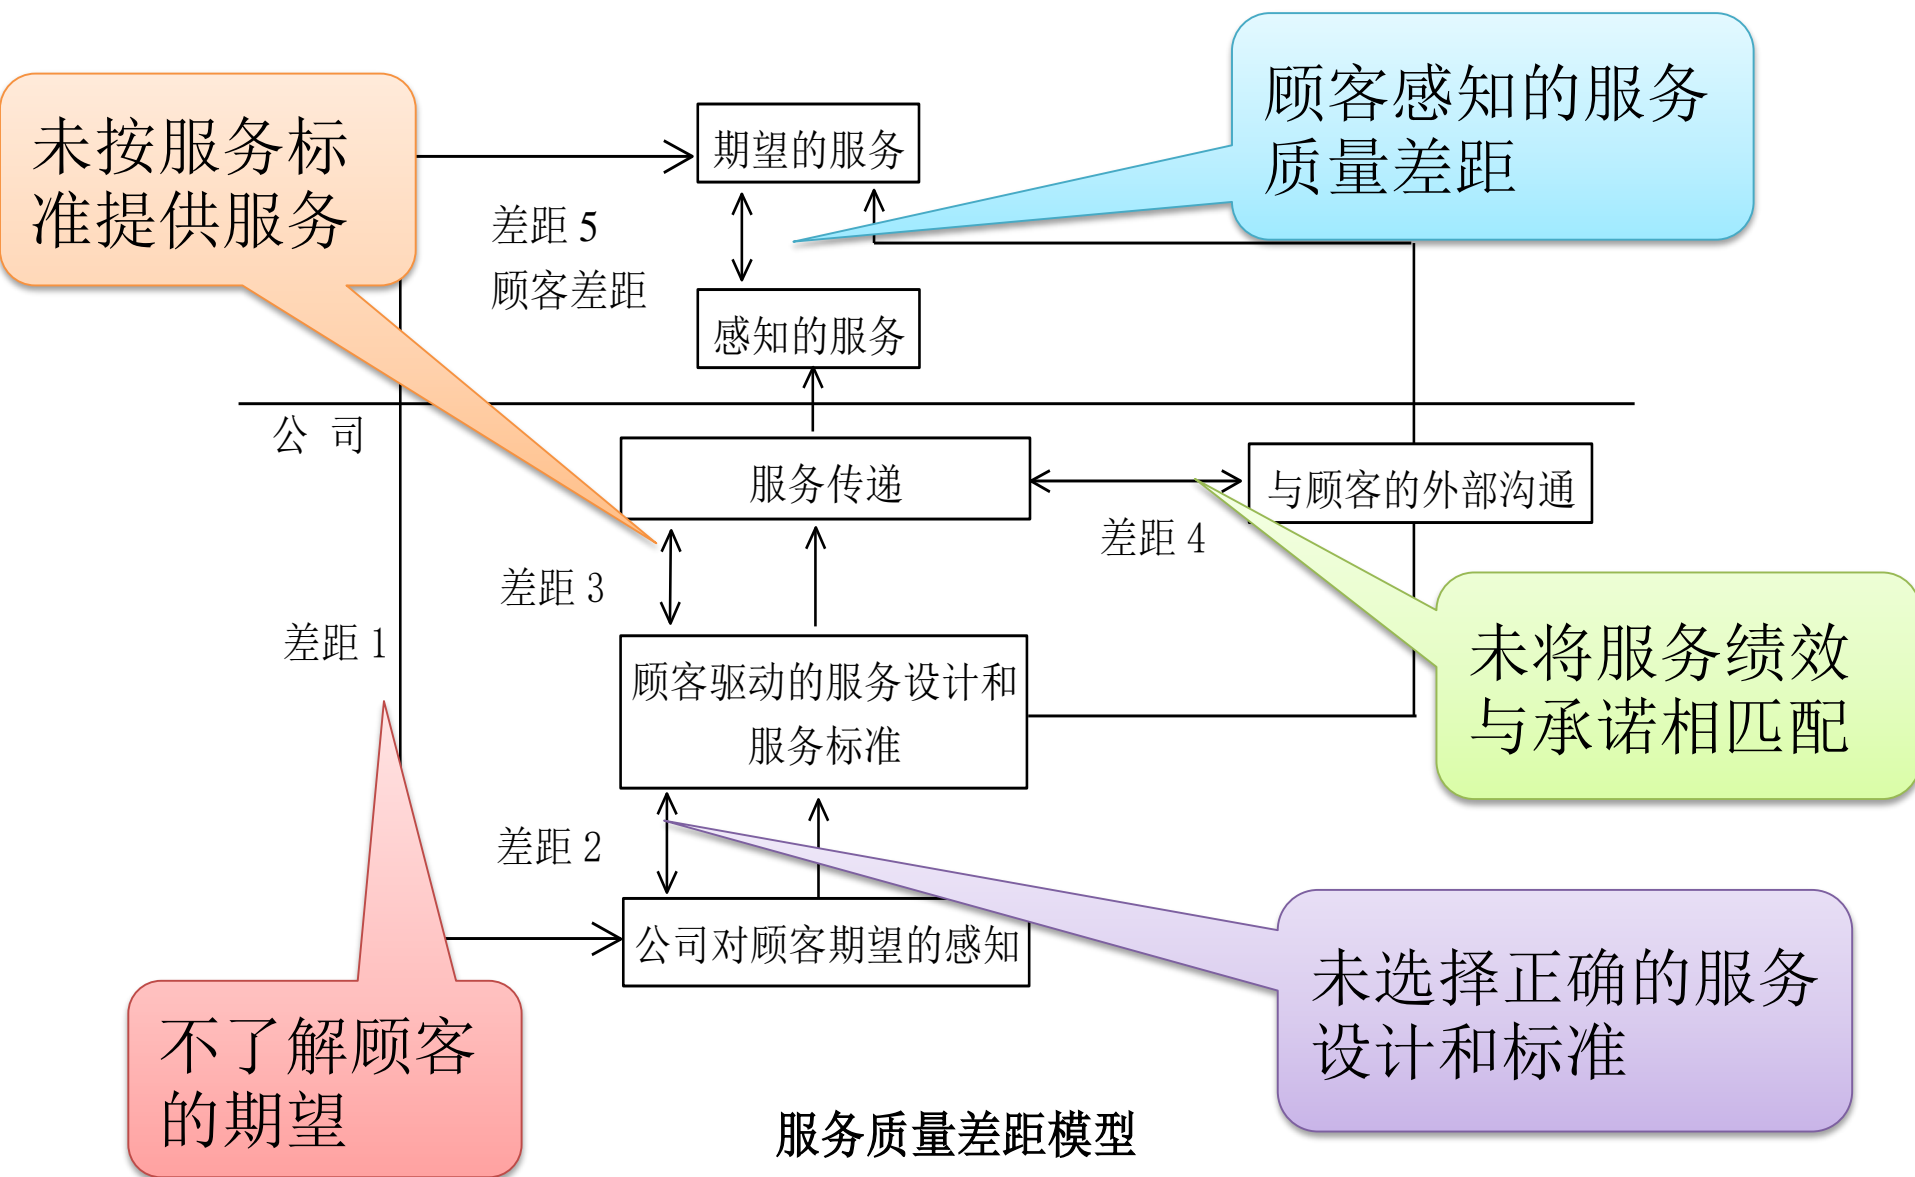 未按服务标
准提供服务
期望的服务
顾客感知的服务
质量差距
差距 5
顾客差距
感知的服务
公 司
服务传递
与顾客的外部沟通
差距 4
差距 3
差距 1
顾客驱动的服务设计和
服务标准
未将服务绩效
与承诺相匹配
差距 2
公司对顾客期望的感知
未选择正确的服务
设计和标准
不了解顾客
的期望
服务质量差距模型